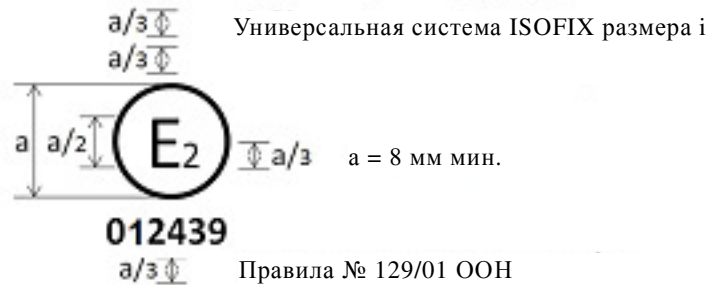 a/3 Универсальная система ISOFIX размера i
a/3
a a/2 E2 a/3 a = 8 мм мин.
012439
a/3 Правила № 129/01 ООН